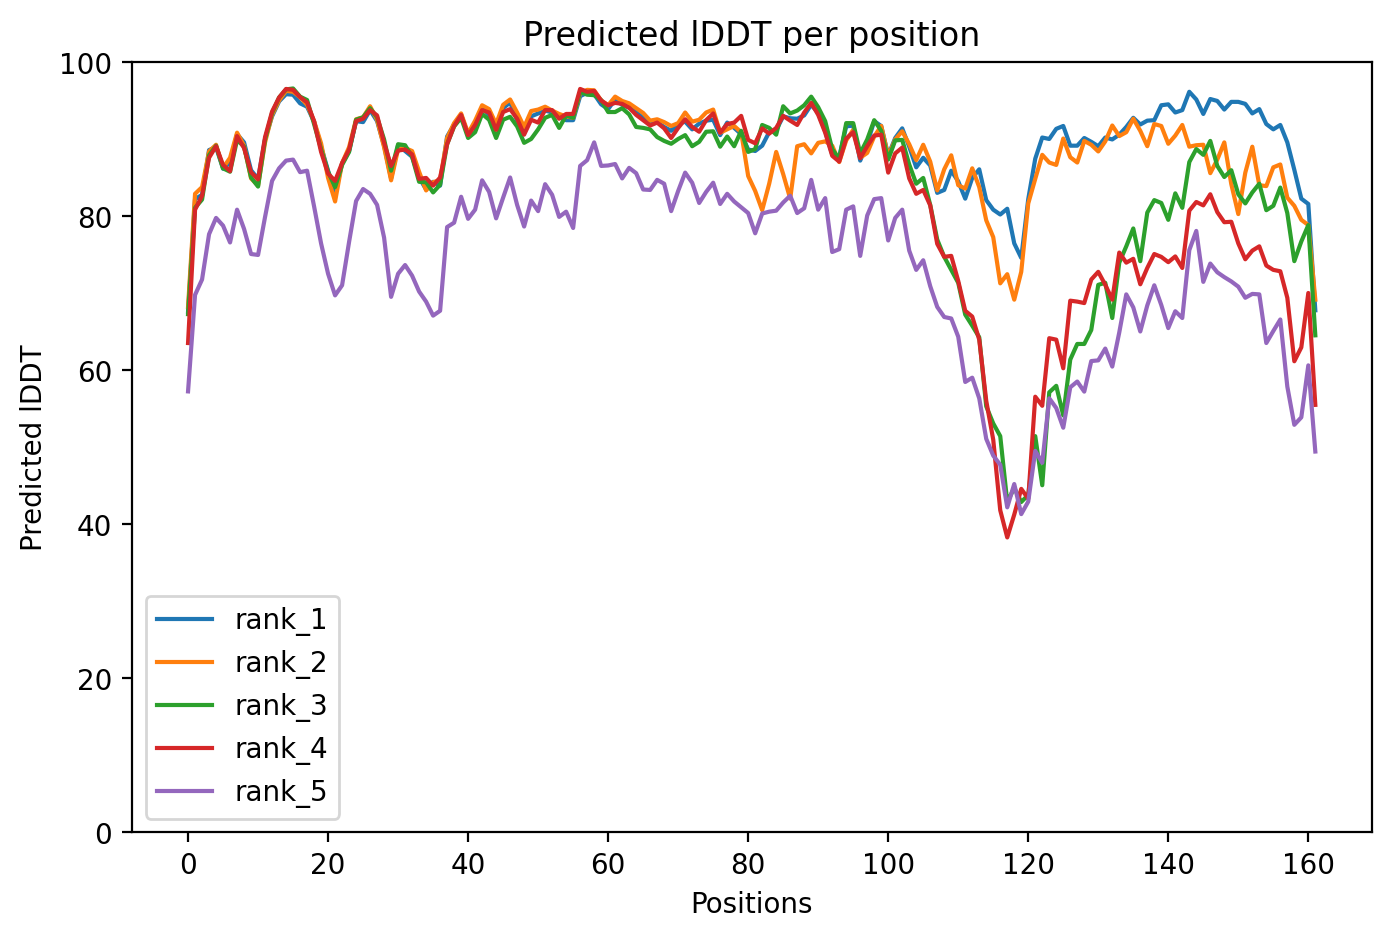 Predicted lDDT per position
100
80
60
40
20
0
Predicted lDDT
rank_1
rank_2
rank_3
rank_4
rank_5
0 20 40 60 80 100 120 140 160
Positions